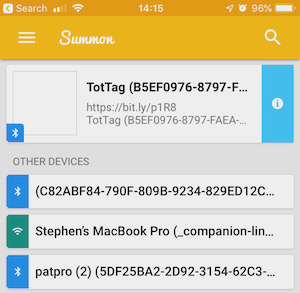 Search 14:15 96%
Summon
TotTag (B5EF0976-8797-F...
https://bit.ly/p1R8
TotTag (B5EF0976-8797-FAEA-...
OTHER DEVICES
(C82ABF84-790F-809B-9234-829ED12C...
Stephen's MacBook Pro (_companion-lin...
patpro (2) (5DF25BA2-2D92-3154-62C3-...